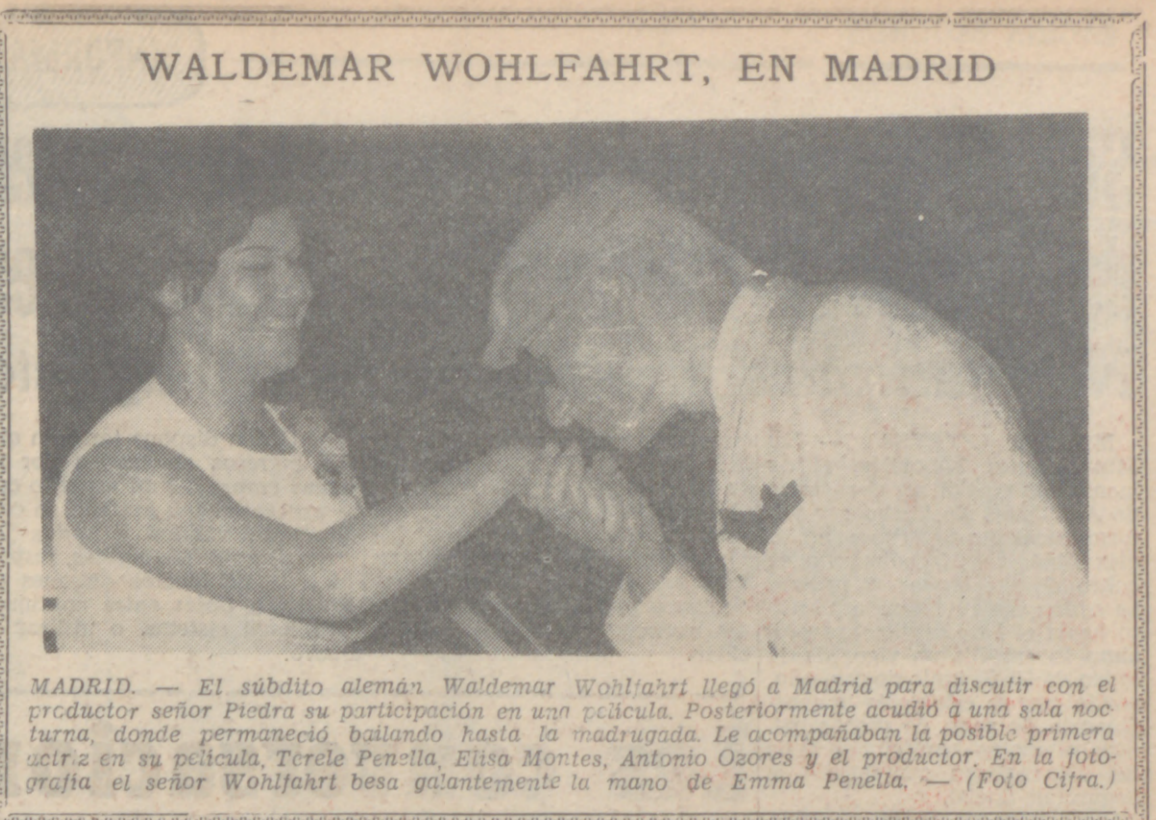 WALDEMAR WOHLFAHRT, EN MADRID
MADRID. — El súbdito alemán Waldemar Wohlfahrt llegó a Madrid para discutir con el
productor señor Piedra su participación en una película. Posteriormente acudió a una sala noc-
turna, donde permaneció bailando hasta la madrugada. Le acompañaban la posible primera
actriz en su película, Terele Penella, Elisa Montes, Antonio Ozores y el productor. En la foto-
grafía el señor Wohlfahrt besa galantemente la mano de Emma Penella, — (Foto Cifra.)